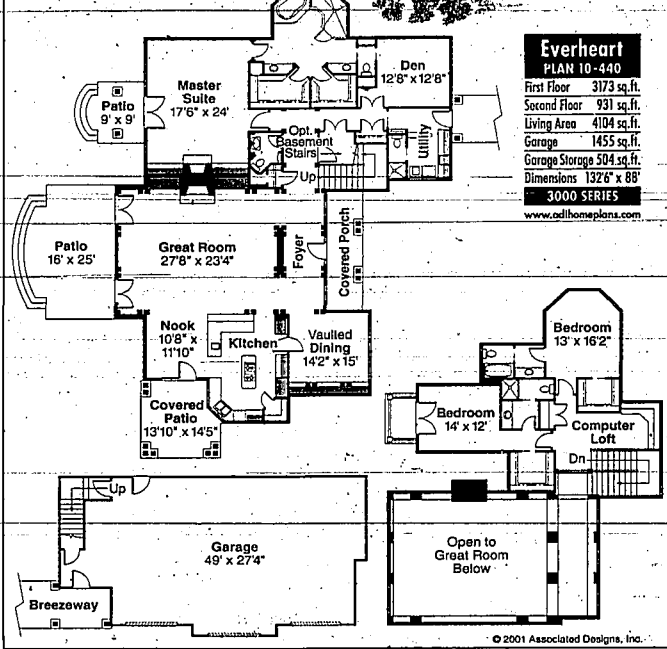 Everheart
PLAN 10-440
First Floor 3173 sq.ft.
Second Floor 931 sq.ft.
Living Area 4104 sq.ft.
Garage 1455 sq.ft.
Garage Storage 504 sq.ft.
Dimensions 132'6" x 88'
3000 SERIES
www.adihomeplans.com
Master
Suite
17'6" x 24'
Den
12'8" x 12'8"
Patio
9' x 9'
Opt.
Basement
Stairs
Up
Utility
Patio
16' x 25'
Great Room
27'8" x 23'4"
Foyer
Covered Porch
Nook
10'8" x
11'10"
Kitchen
Vaulted
Dining
14'2" x 15'
Covered
Patio
13'10" x 14'5"
Bedroom
13' x 16'2"
Bedroom
14' x 12'
Computer
Loft
Dn
Up
Garage
49' x 27'4"
Breezeway
Open to
Great Room
Below
© 2001 Associated Designs, Inc.